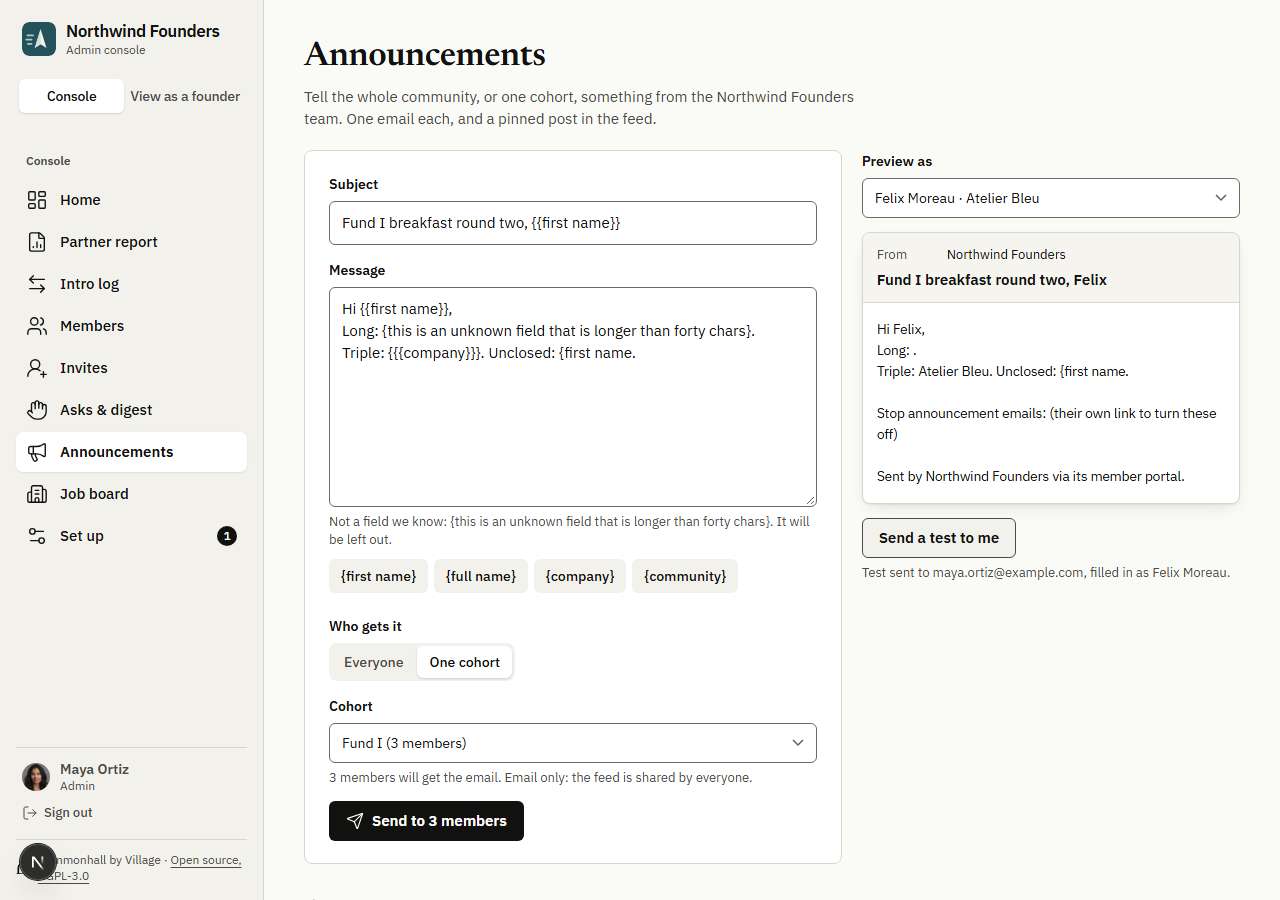 Northwind Founders
Admin console
Console
View as a founder
Console
Home
Partner report
Intro log
Members
Invites
Asks & digest
Announcements
Job board
Set up
1
Maya Ortiz
Admin
Sign out
N
mmonhall by Village · Open source,
GPL-3.0
Announcements
Tell the whole community, or one cohort, something from the Northwind Founders
team. One email each, and a pinned post in the feed.
Subject
Fund I breakfast round two, {{first name}}
Message
Hi {{first name}},
Long: {this is an unknown field that is longer than forty chars}.
Triple: {{{company}}}. Unclosed: {first name.
Not a field we know: {this is an unknown field that is longer than forty chars}. It will
be left out.
{first name}
{full name}
{company}
{community}
Who gets it
Everyone
One cohort
Cohort
Fund I (3 members)
3 members will get the email. Email only: the feed is shared by everyone.
Send to 3 members
Preview as
Felix Moreau · Atelier Bleu
From
Northwind Founders
Fund I breakfast round two, Felix
Hi Felix,
Long: .
Triple: Atelier Bleu. Unclosed: {first name.
Stop announcement emails: (their own link to turn these
off)
Sent by Northwind Founders via its member portal.
Send a test to me
Test sent to maya.ortiz@example.com, filled in as Felix Moreau.